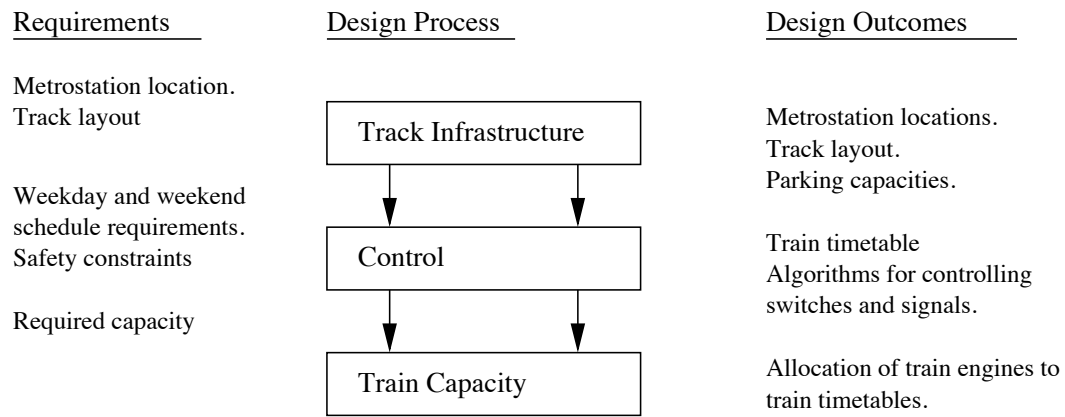 Requirements
Metrostation location.
Track layout
Weekday and weekend
schedule requirements.
Safety constraints
Required capacity
Design Process
Track Infrastructure
Control
Train Capacity
Design Outcomes
Metrostation locations.
Track layout.
Parking capacities.
Train timetable
Algorithms for controlling
switches and signals.
Allocation of train engines to
train timetables.